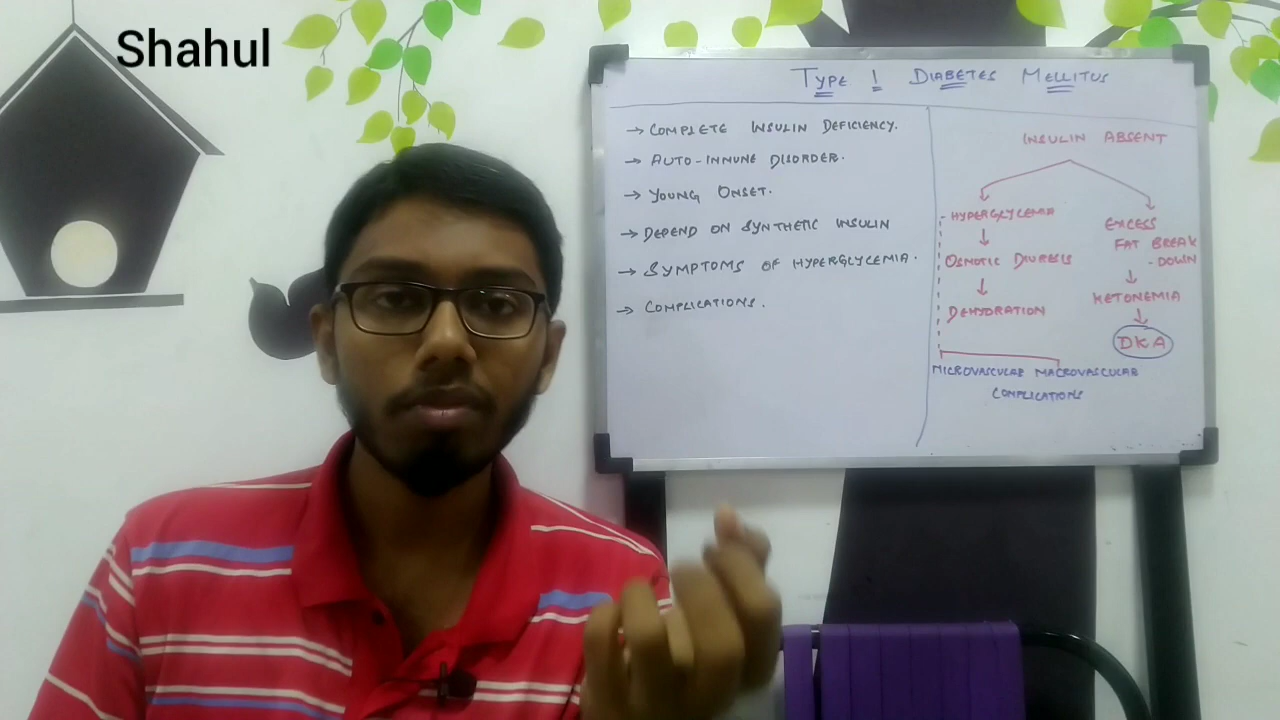 Shahul
TYPE 1 DIABETES MELLITUS
→ COMPLETE INSULIN DEFICIENCY.
→ AUTO-INNUNE DISORDER.
→ YOUNG ONSET.
→ DEPEND ON SYNTHETIC INSULIN
→ SYMPTOMS OF HYPERGLYCEMIA.
→ COMPLICATIONS.
INSULIN ABSENT
HYPERGLYCEMIA
↓
OSMOTIC DIURESIS
↓
DEHYDRATION
EXCESS
FAT BREAK
-DOWN
↓
KETONEMIA
↓
DKA
MICROVASCULAR MACROVASCULAR
COMPLICATIONS